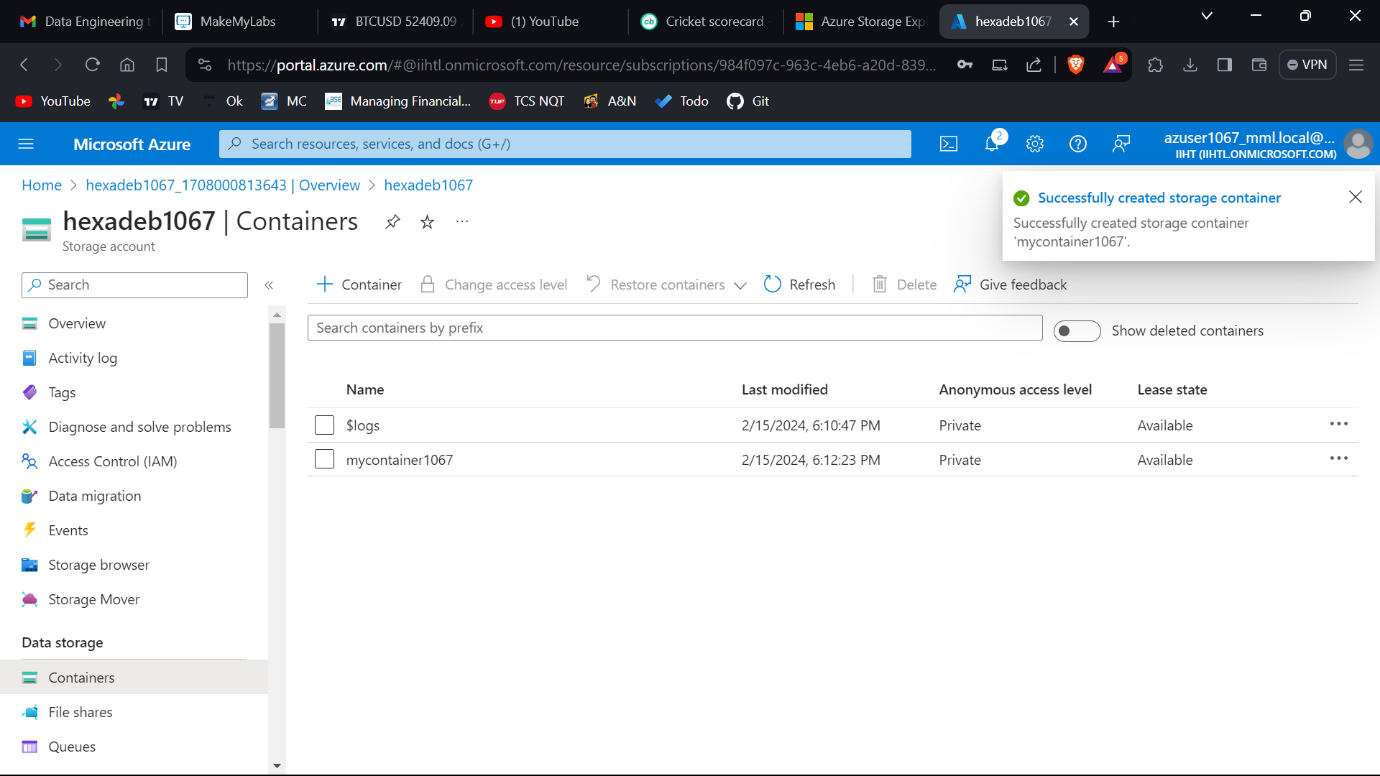 Data Engineering t
MakeMyLabs
BTCUSD 52409.09
(1) YouTube
Cricket scorecard
Azure Storage Exp
hexadeb1067
https://portal.azure.com/#@iihtl.onmicrosoft.com/resource/subscriptions/984f097c-963c-4eb6-a20d-839...
5
VPN
YouTube
TV
Ok
MC
Managing Financial...
TCS NQT
A&N
Todo
Git
Microsoft Azure
Search resources, services, and docs (G+/)
2
azuser1067_mml.local@...
IIHT (IIHTL.ONMICROSOFT.COM)
Home > hexadeb1067_1708000813643 | Overview > hexadeb1067
Successfully created storage container
Successfully created storage container
'mycontainer1067'.
hexadeb1067 | Containers
Storage account
Search
Container
Change access level
Restore containers
Refresh
Delete
Give feedback
Search containers by prefix
Show deleted containers
Overview
Activity log
Tags
Diagnose and solve problems
Access Control (IAM)
Data migration
Events
Storage browser
Storage Mover
Data storage
Containers
File shares
Queues
Name Last modified Anonymous access level Lease state
$logs 2/15/2024, 6:10:47 PM Private Available
mycontainer1067 2/15/2024, 6:12:23 PM Private Available